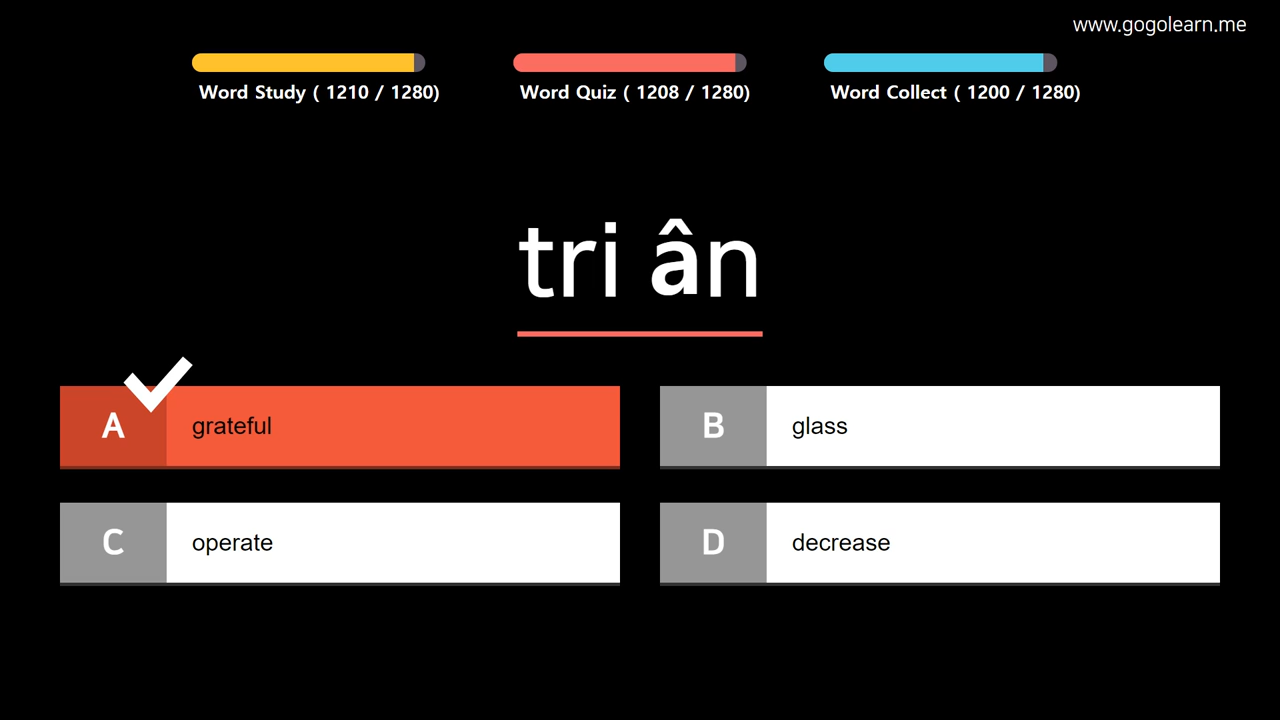 www.gogolearn.me
Word Study ( 1210 / 1280)
Word Quiz ( 1208 / 1280)
Word Collect ( 1200 / 1280)
tri ân
A grateful
B glass
C operate
D decrease